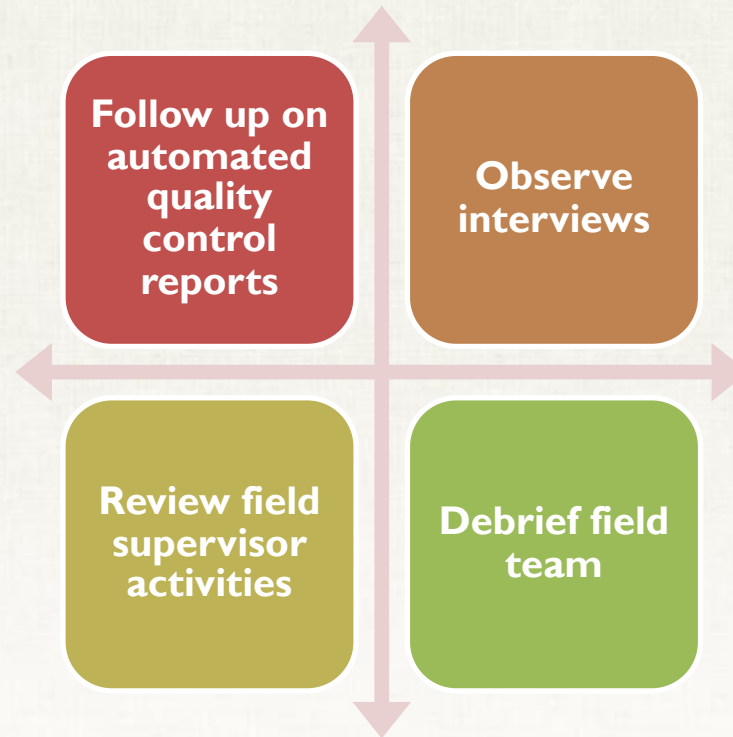 Follow up on
automated
quality
control
reports
Observe
interviews
Review field
supervisor
activities
Debrief field
team